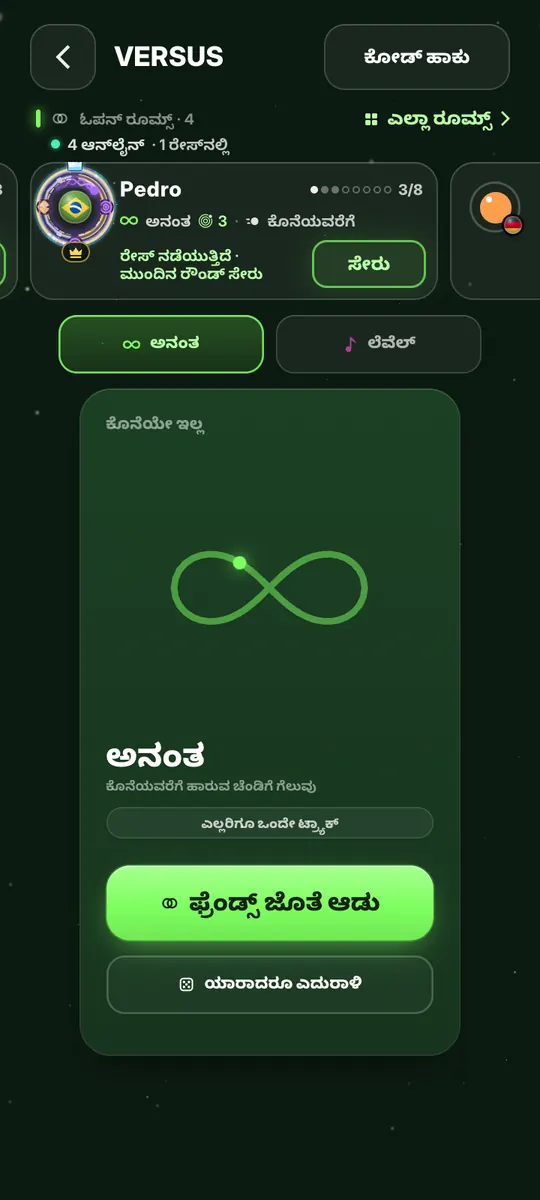 VERSUS
ಕೋಡ್ ಹಾಕು
ಓಪನ್ ರೂಮ್ಸ್ · 4
ಎಲ್ಲಾ ರೂಮ್ಸ್
4 ಆನ್‌ಲೈನ್ · 1 ರೇಸ್‌ನಲ್ಲಿ
Pedro
3/8
ಅನಂತ 3 · ಕೊನೆಯವರೆಗೆ
ರೇಸ್ ನಡೆಯುತ್ತಿದೆ ·
ಮುಂದಿನ ರೌಂಡ್ ಸೇರು
ಸೇರು
ಅನಂತ
ಲೆವೆಲ್
ಕೊನೆಯೇ ಇಲ್ಲ
ಅನಂತ
ಕೊನೆಯವರೆಗೆ ಹಾರುವ ಚೆಂಡಿಗೆ ಗೆಲುವು
ಎಲ್ಲರಿಗೂ ಒಂದೇ ಟ್ರ್ಯಾಕ್
ಫ್ರೆಂಡ್ಸ್ ಜೊತೆ ಆಡು
ಯಾರಾದರೂ ಎದುರಾಳಿ